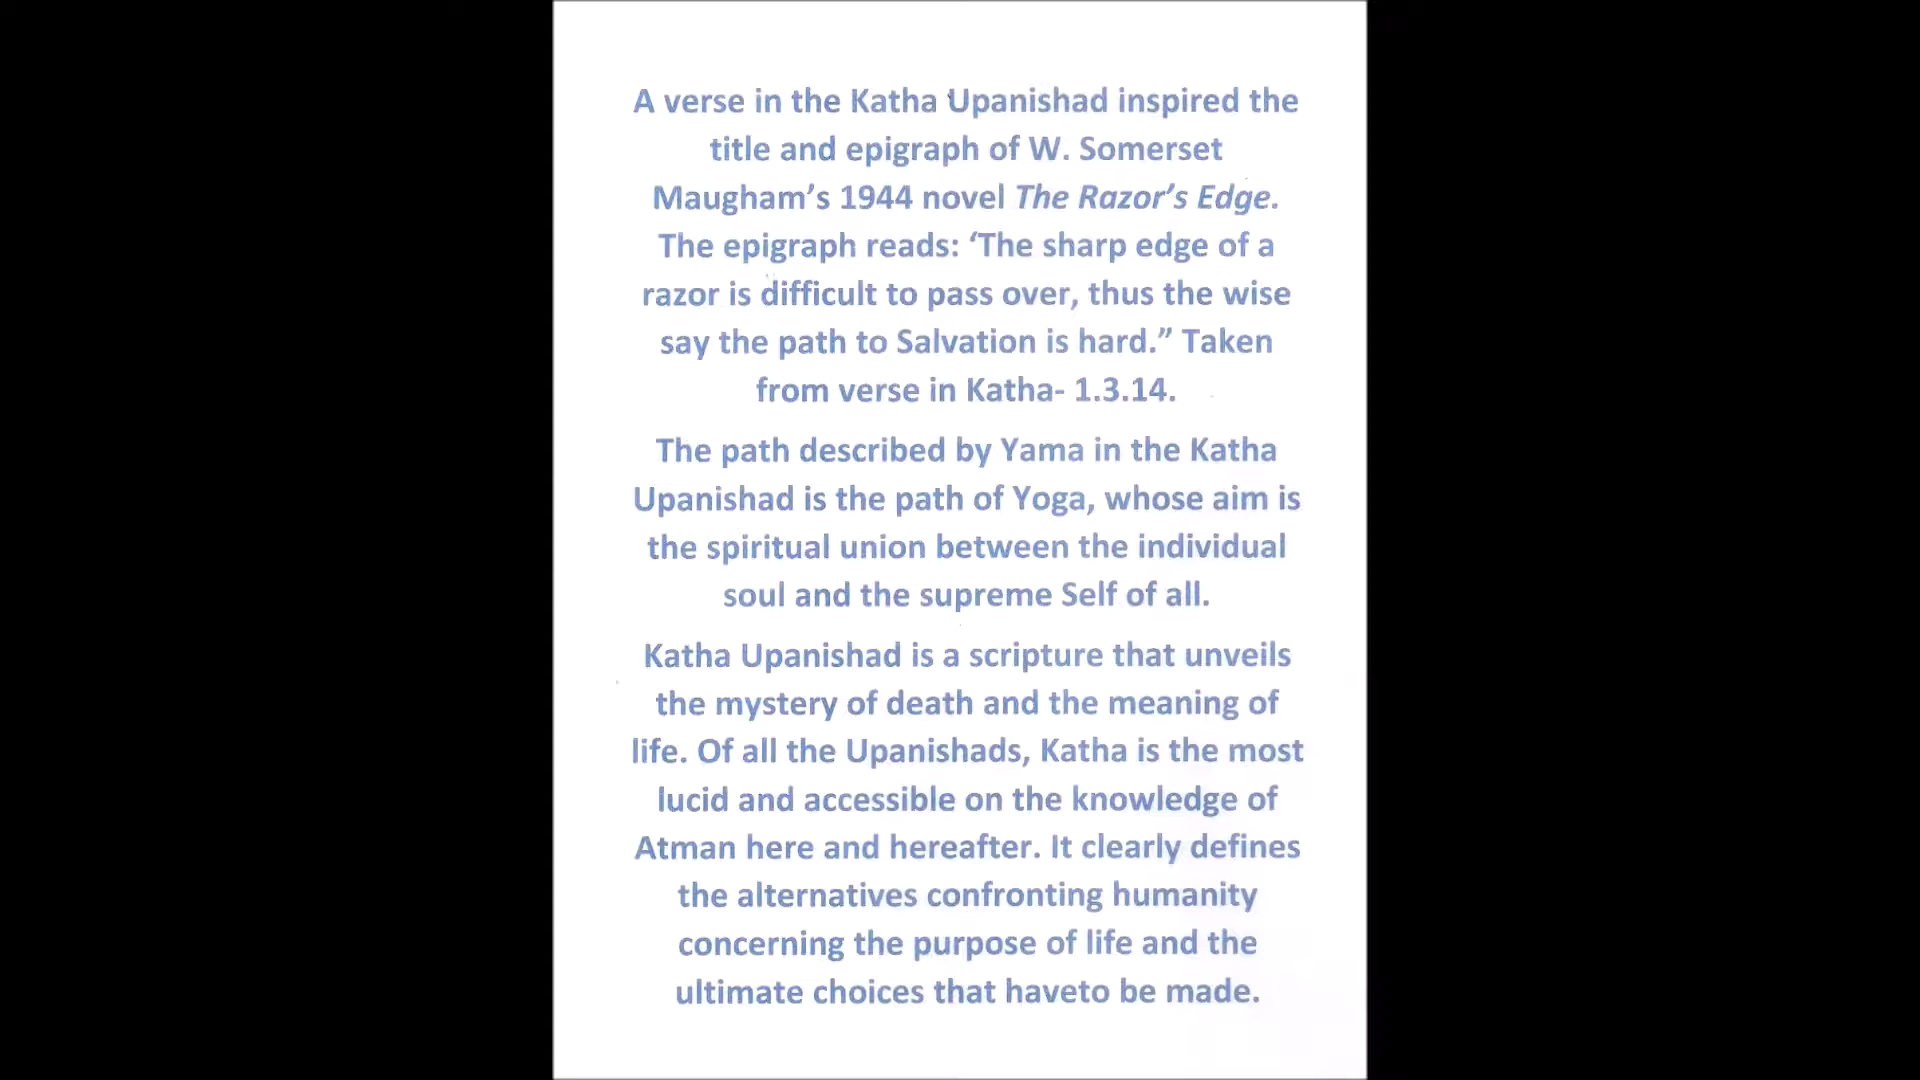 A verse in the Katha Upanishad inspired the
title and epigraph of W. Somerset
Maugham’s 1944 novel The Razor’s Edge.
The epigraph reads: ‘The sharp edge of a
razor is difficult to pass over, thus the wise
say the path to Salvation is hard.” Taken
from verse in Katha- 1.3.14.
The path described by Yama in the Katha
Upanishad is the path of Yoga, whose aim is
the spiritual union between the individual
soul and the supreme Self of all.
Katha Upanishad is a scripture that unveils
the mystery of death and the meaning of
life. Of all the Upanishads, Katha is the most
lucid and accessible on the knowledge of
Atman here and hereafter. It clearly defines
the alternatives confronting humanity
concerning the purpose of life and the
ultimate choices that haveto be made.